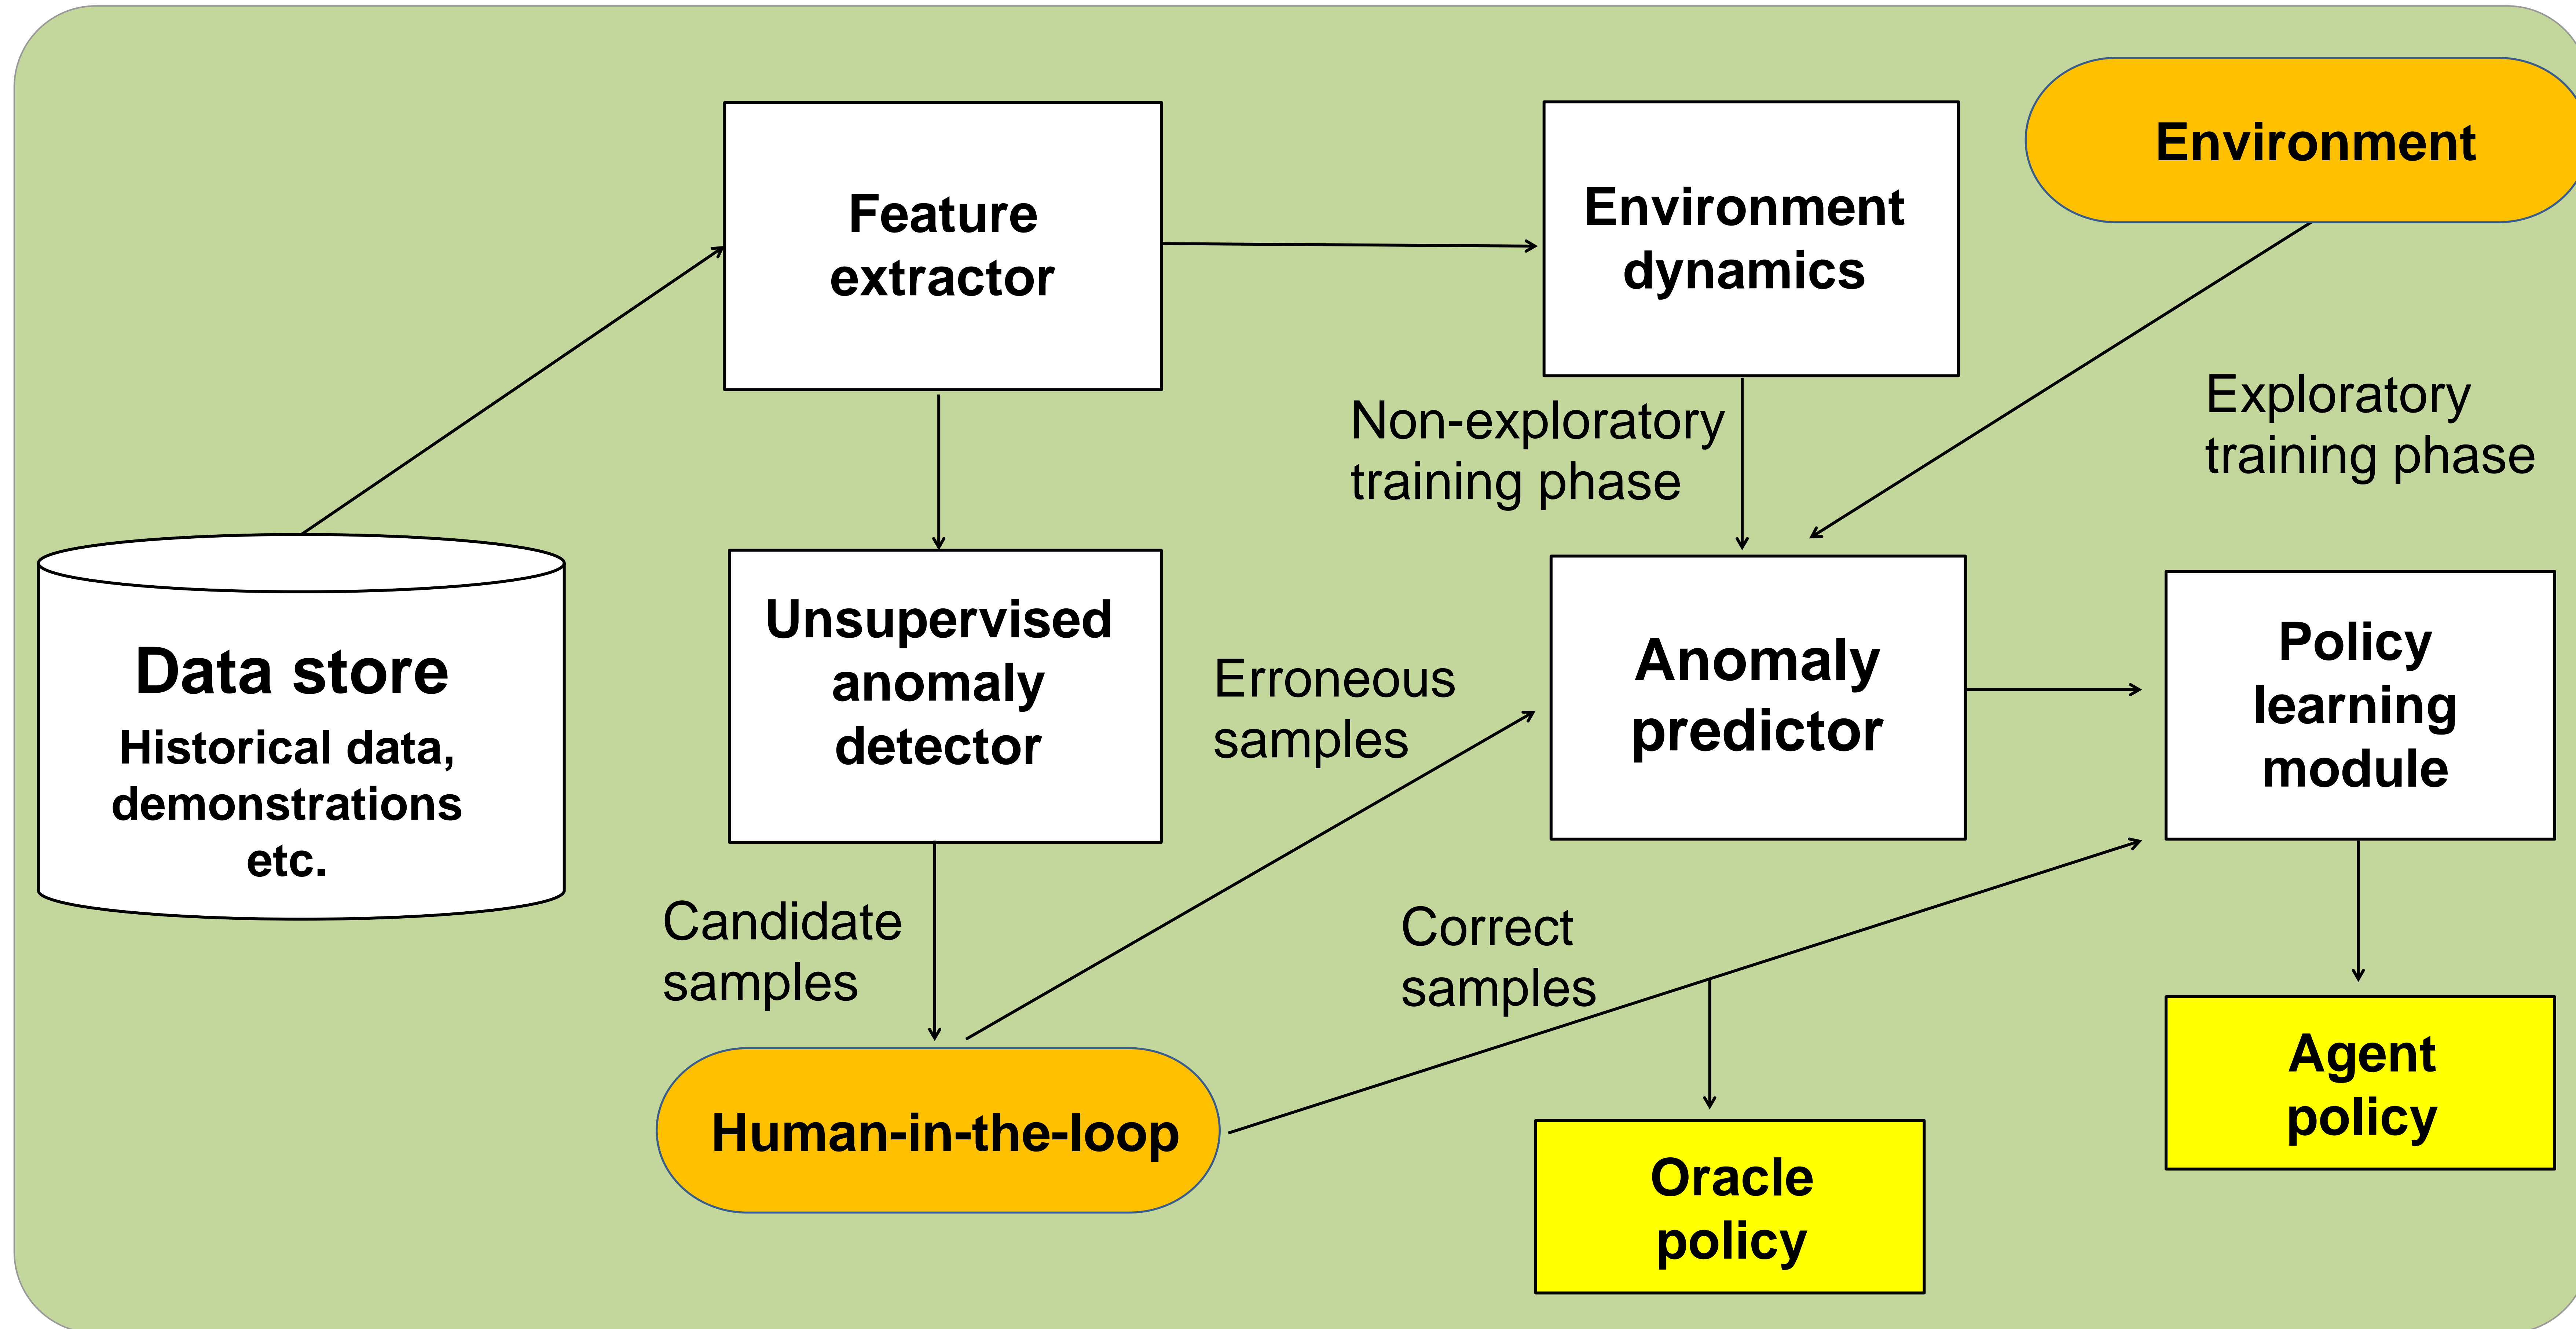 Feature
extractor
Environment
dynamics
Environment
Non-exploratory
training phase
Exploratory
training phase
Data store
Historical data,
demonstrations
etc.
Unsupervised
anomaly
detector
Erroneous
samples
Anomaly
predictor
Policy
learning
module
Candidate
samples
Correct
samples
Human-in-the-loop
Oracle
policy
Agent
policy